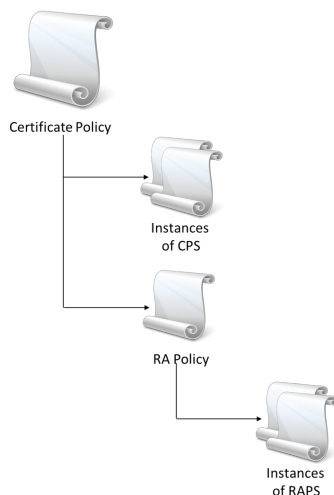 Certificate Policy
Instances
of CPS
RA Policy
Instances
of RAPS